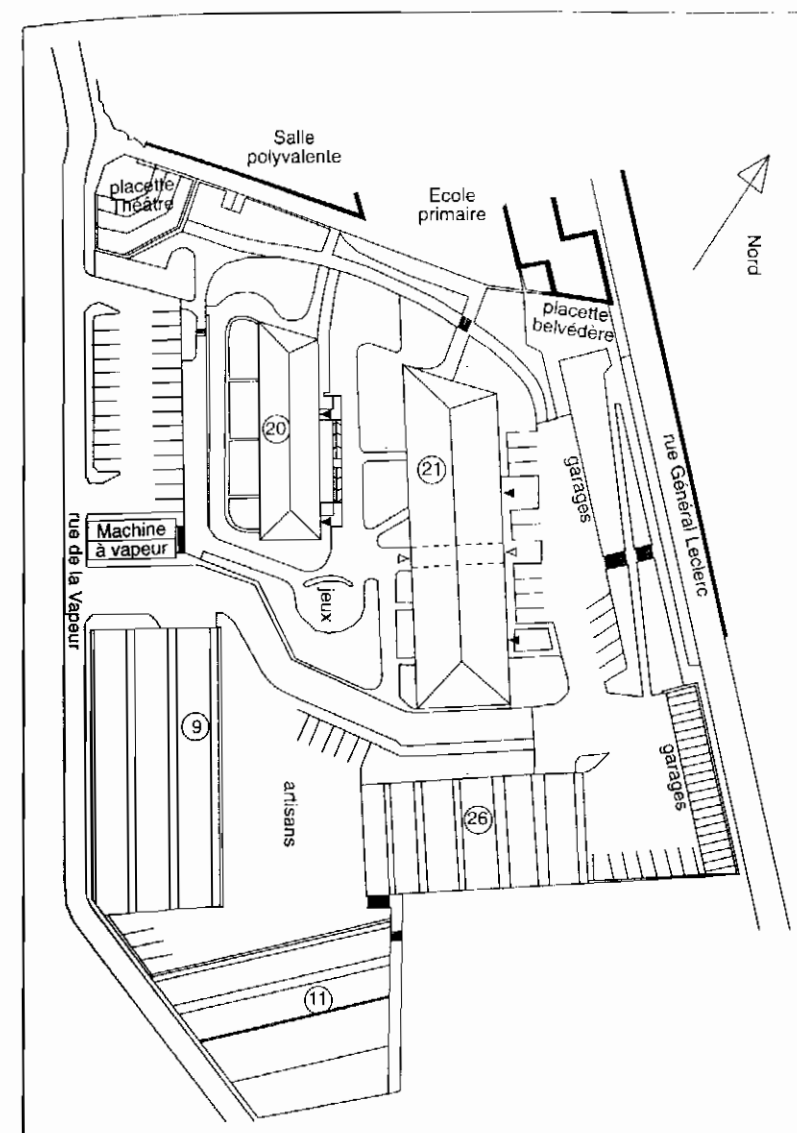 Salle
polyvalente
Ecole
primaire
placette
Théâtre
Nord
placette
belvédère
20
21
garages
rue Général Leclerc
Machine
à vapeur
rue de la Vapeur
jeux
9
artisans
26
garages
11